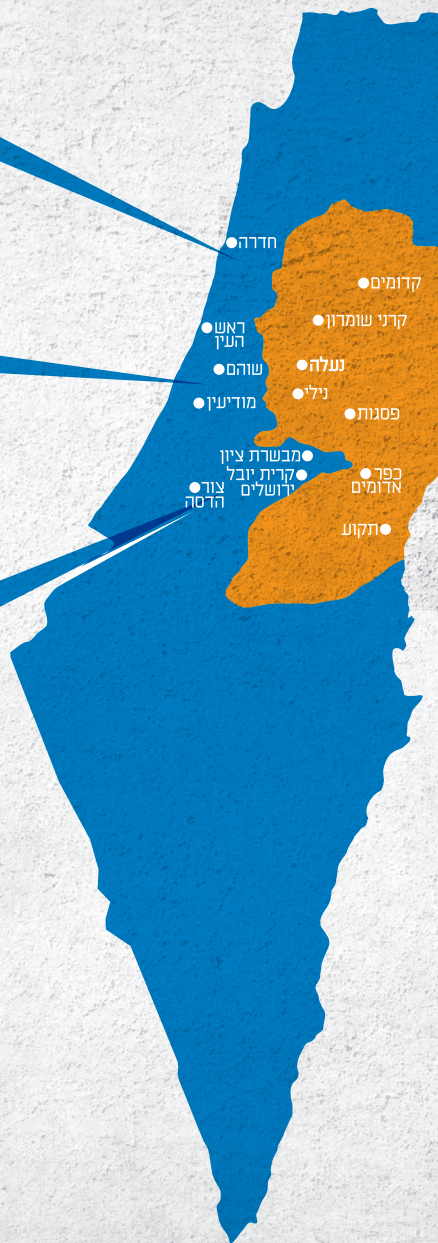 חדרה
קדומים
קרני שומרון
ראש
העין
נעלה
שוהם
נילי
מודיעין
פסגות
מבשרת ציון
קרית יובל
ירושלים
כפר
אדומים
צור
הדסה
תקוע